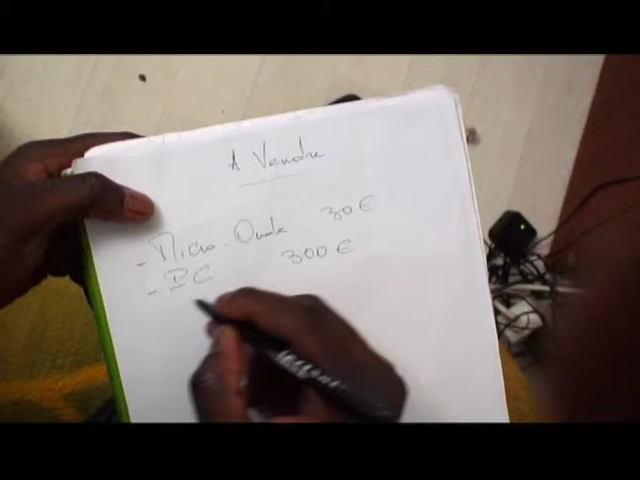 A Vendre
- Micro-Onde 30€
- PC 300€